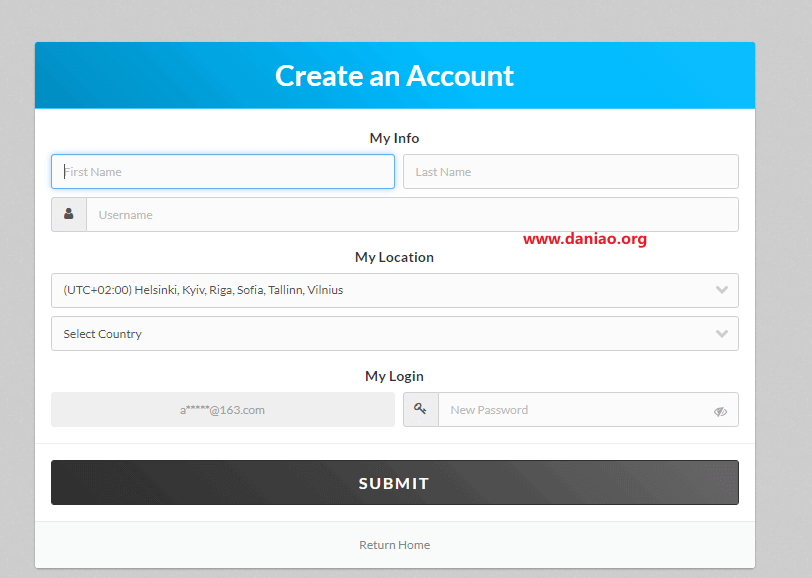 Create an Account
My Info
First Name
Last Name
Username
www.daniao.org
My Location
(UTC+02:00) Helsinki, Kyiv, Riga, Sofia, Tallinn, Vilnius
Select Country
My Login
a*****@163.com
New Password
SUBMIT
Return Home